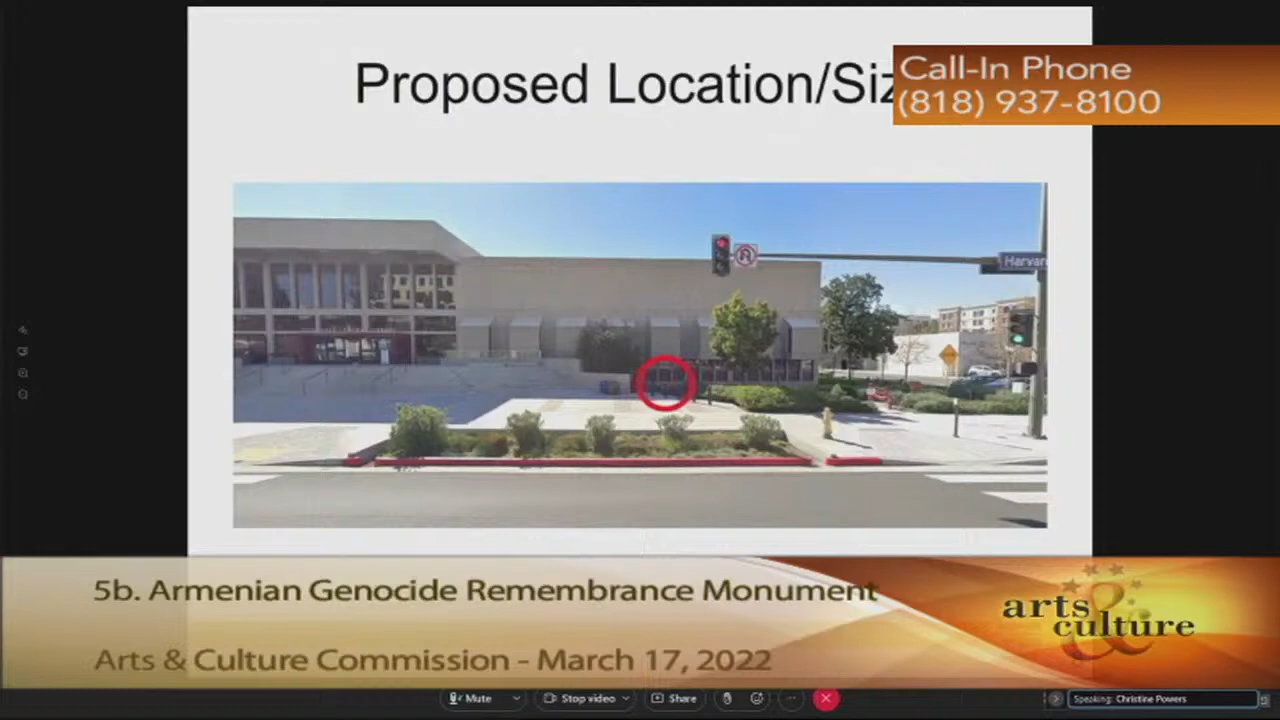 Proposed Location/Siz
Call-In Phone
(818) 937-8100
Harvar
5b. Armenian Genocide Remembrance Monument
arts
&
culture
Arts & Culture Commission - March 17, 2022
Mute
Stop video
Share
Speaking: Christine Powers